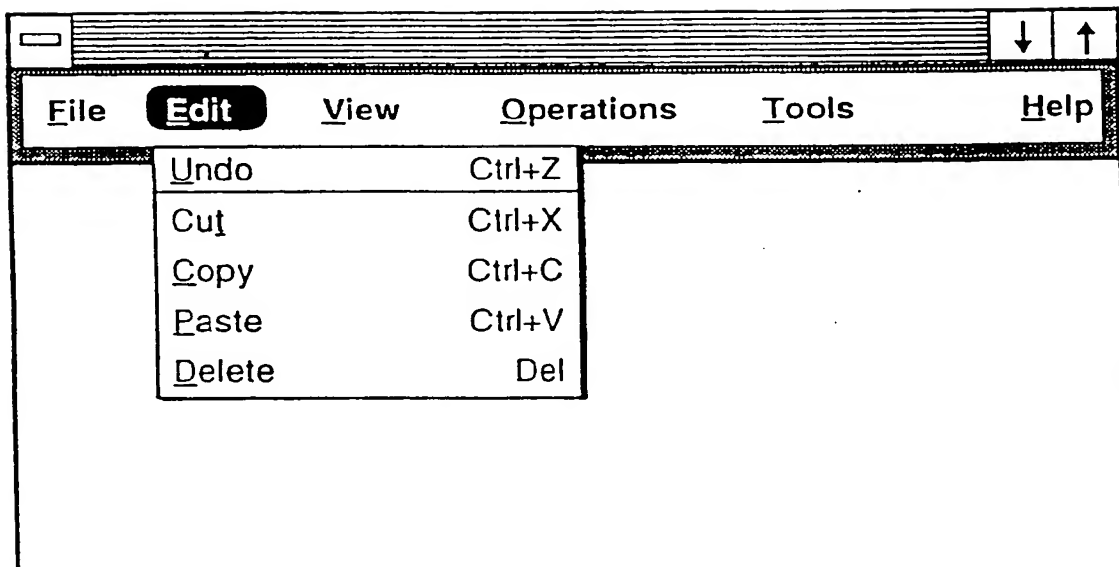 File Edit View Operations Tools Help
Undo Ctrl+Z
Cut Ctrl+X
Copy Ctrl+C
Paste Ctrl+V
Delete Del